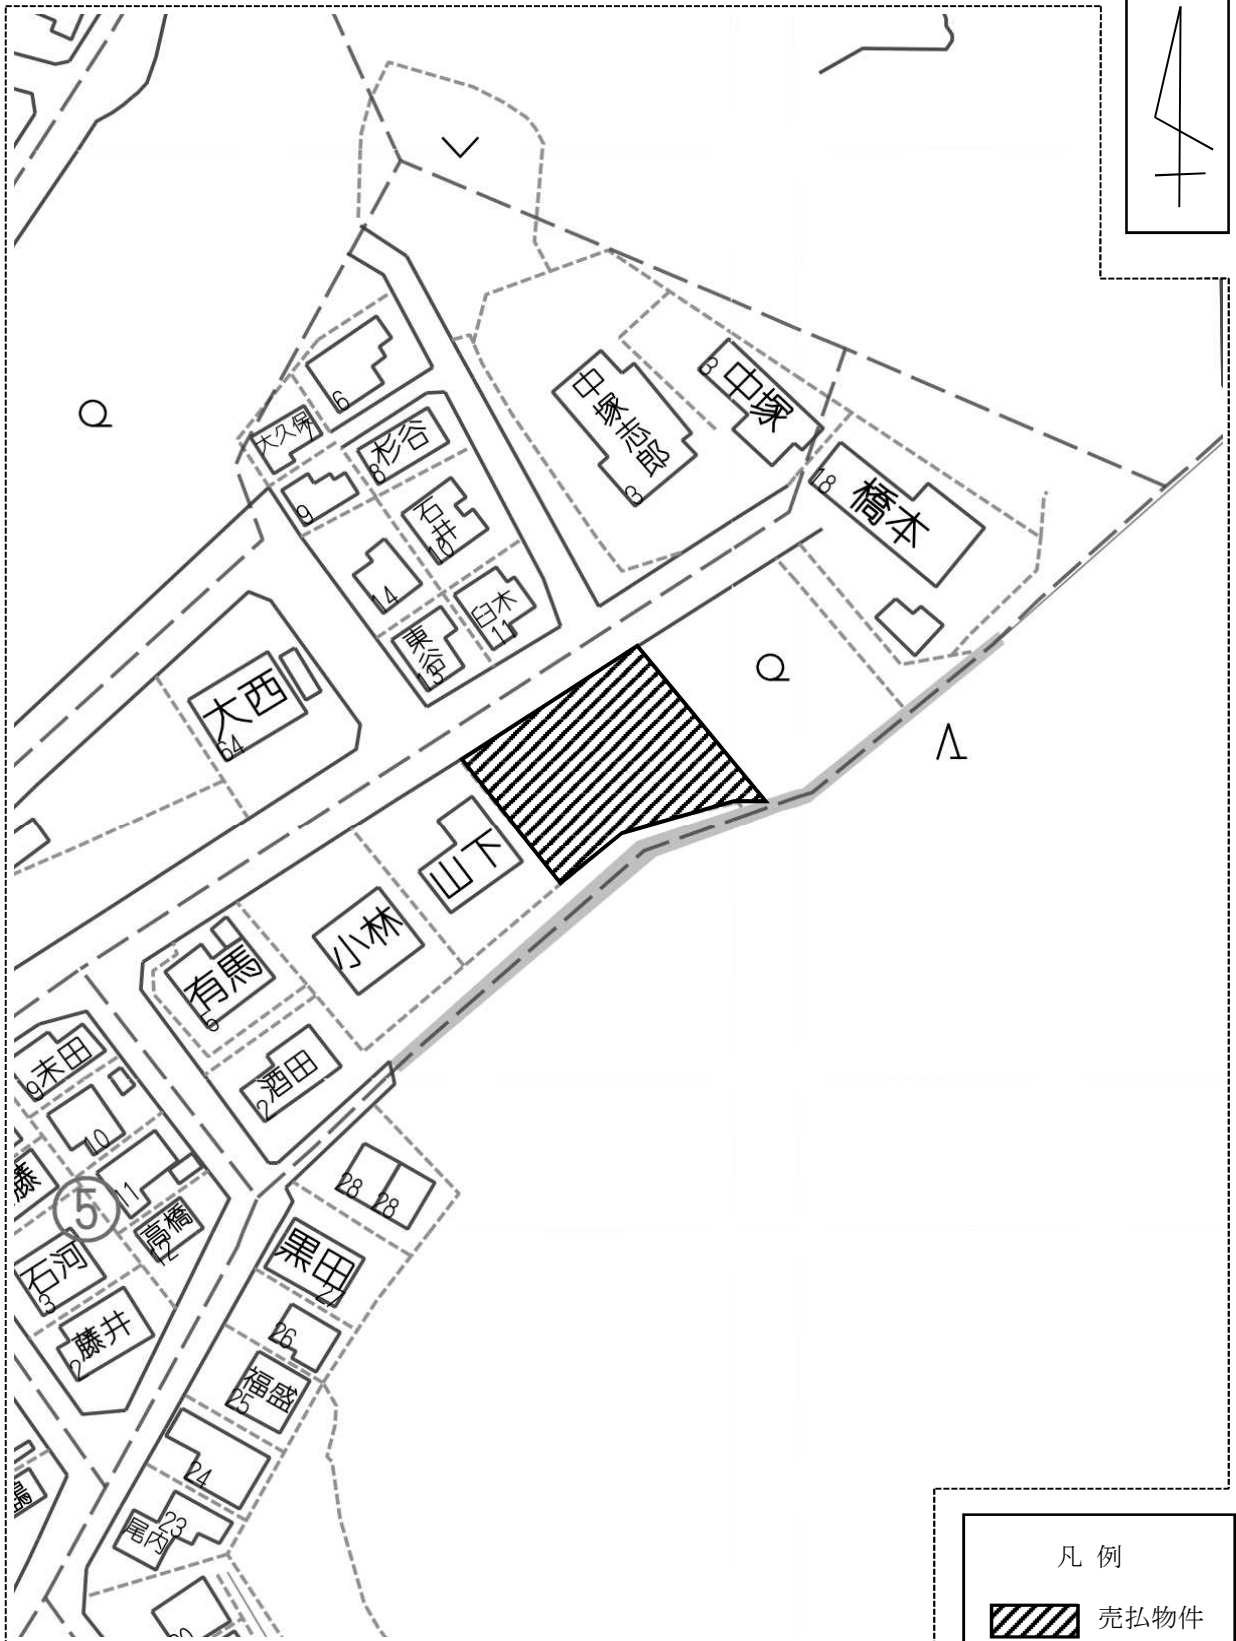 6
大久保
7
杉谷
8
9
石井
10
14
臼木
11
東谷
13
中塚志郎
3
3
中塚
18
橋本
大西
64
山下
小林
有馬
酒田
2
末田
9
10
藤
11
5
高橋
12
石河
3
藤井
2
28
28
黒田
27
26
福盛
25
24
23
尾内
凡 例
売払物件